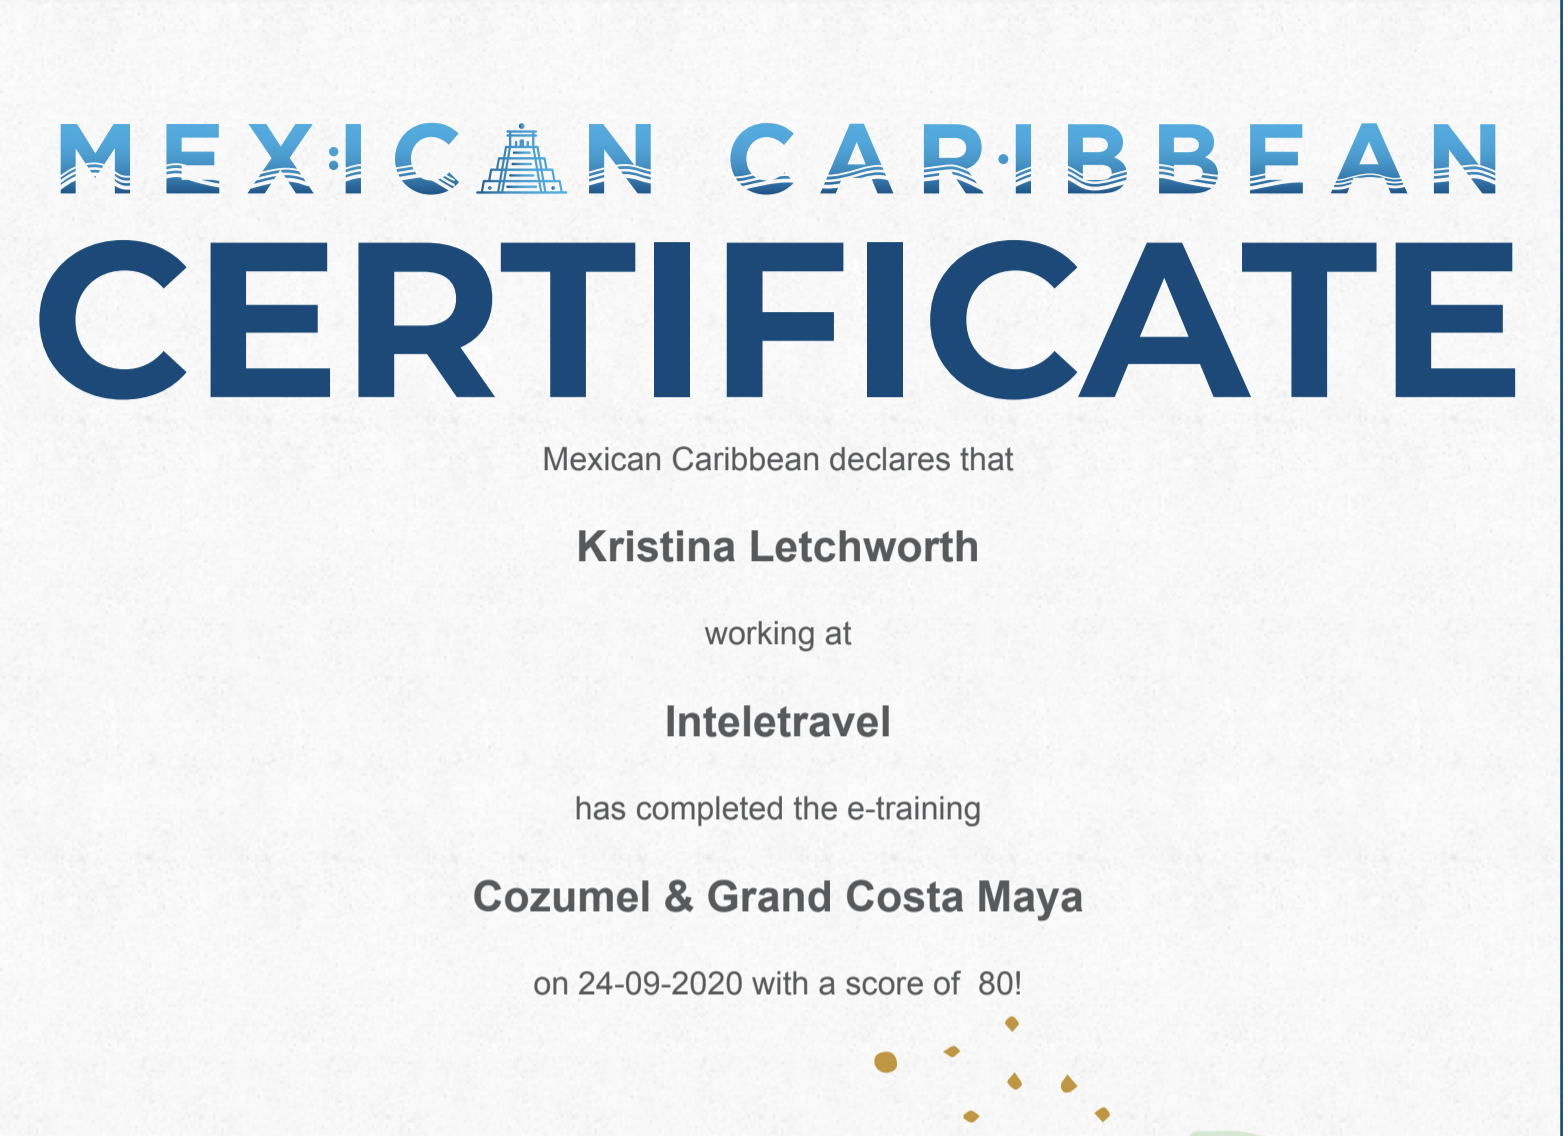 MEXICAN CARIBBEAN
CERTIFICATE
Mexican Caribbean declares that
Kristina Letchworth
working at
Inteletravel
has completed the e-training
Cozumel & Grand Costa Maya
on 24-09-2020 with a score of 80!